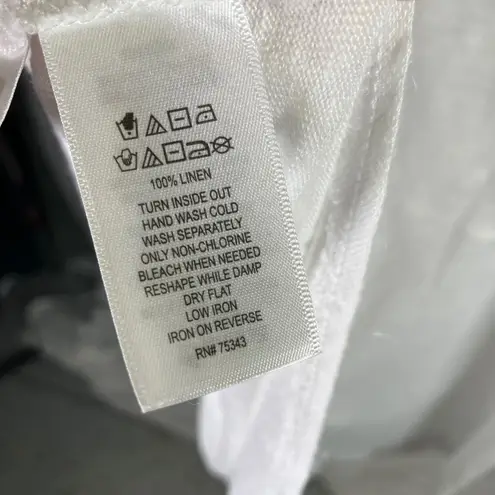 100% LINEN
TURN INSIDE OUT
HAND WASH COLD
WASH SEPARATELY
ONLY NON-CHLORINE
BLEACH WHEN NEEDED
RESHAPE WHILE DAMP
DRY FLAT
LOW IRON
IRON ON REVERSE
RN# 75343